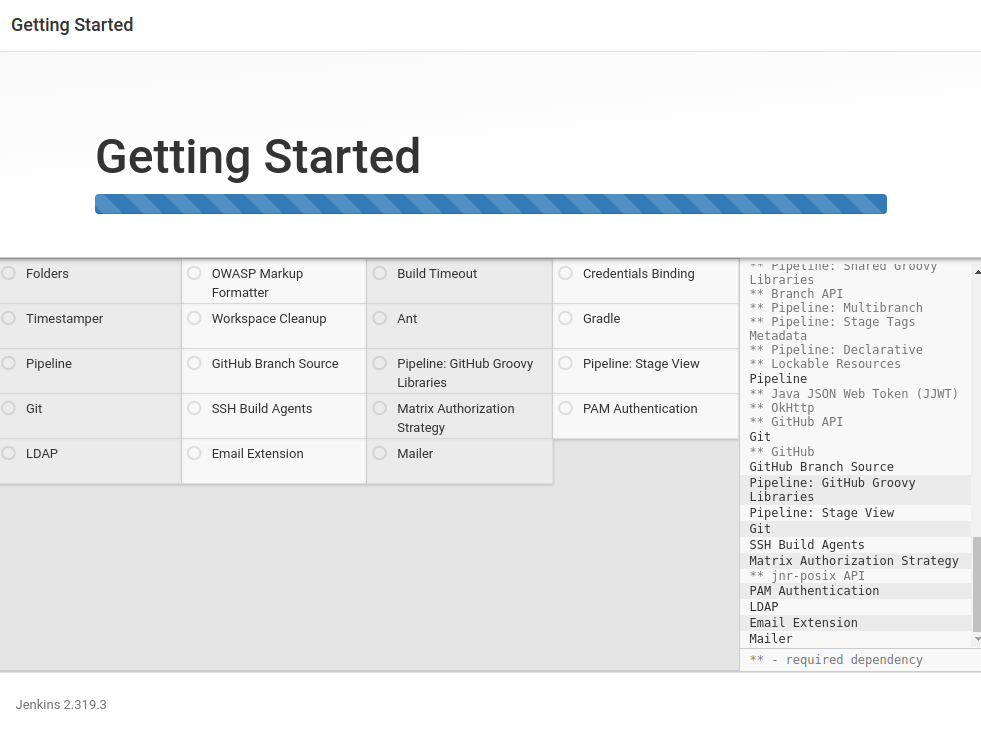 Getting Started
Getting Started
Folders
OWASP Markup
Formatter
Build Timeout
Credentials Binding
Timestamper
Workspace Cleanup
Ant
Gradle
Pipeline
GitHub Branch Source
Pipeline: GitHub Groovy
Libraries
Pipeline: Stage View
Git
SSH Build Agents
Matrix Authorization
Strategy
PAM Authentication
LDAP
Email Extension
Mailer
** Pipeline: Shared Groovy
Libraries
** Branch API
** Pipeline: Multibranch
** Pipeline: Stage Tags
Metadata
** Pipeline: Declarative
** Lockable Resources
Pipeline
** Java JSON Web Token (JJWT)
** OkHttp
** GitHub API
Git
** GitHub
GitHub Branch Source
Pipeline: GitHub Groovy
Libraries
Pipeline: Stage View
Git
SSH Build Agents
Matrix Authorization Strategy
** jnr-posix API
PAM Authentication
LDAP
Email Extension
Mailer
** - required dependency
Jenkins 2.319.3